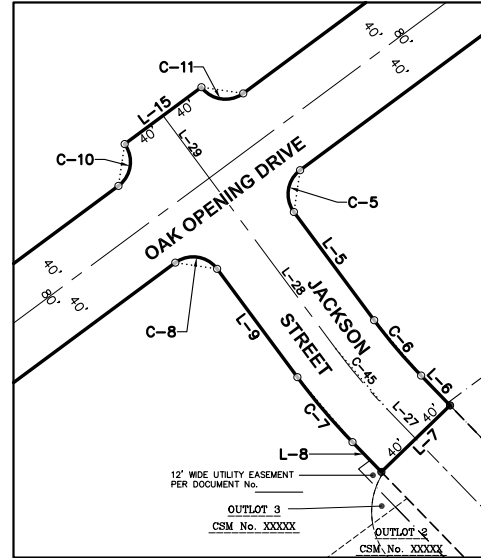 40'
80'
40'
C-11
L-15
40'
40'
C-10
L-29
OAK OPENING DRIVE
C-5
40'
80'
40'
L-5
L-28
C-8
JACKSON
STREET
L-9
C-6
C-45
L-6
L-27
40'
C-7
L-7
40'
L-8
12' WIDE UTILITY EASEMENT
PER DOCUMENT No.
OUTLOT 3
CSM No. XXXXX
OUTLOT 2
CSM No. XXXXX